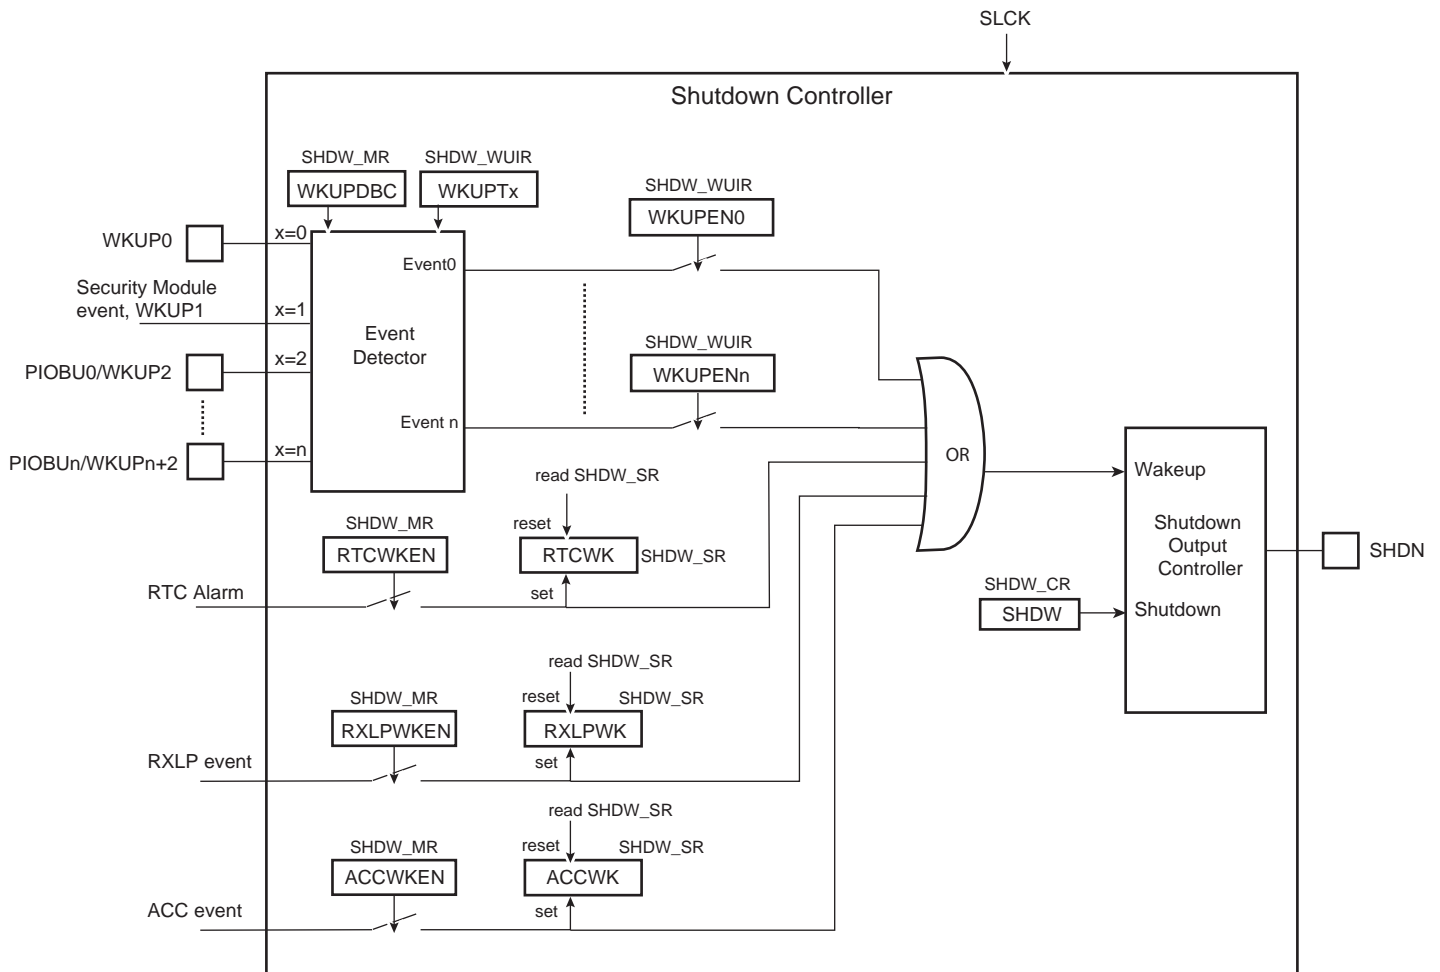 SLCK
Shutdown Controller
SHDW_MR
SHDW_WUIR
WKUPDBC
WKUPTx
SHDW_WUIR
WKUPEN0
WKUP0
x=0
Event0
Security Module
event, WKUP1
x=1
Event
Detector
SHDW_WUIR
WKUPENn
PIOBU0/WKUP2
x=2
Event n
PIOBUn/WKUPn+2
x=n
OR
Wakeup
read SHDW_SR
SHDW_MR
reset
RTCWKEN
RTCWK
SHDW_SR
Shutdown
Output
Controller
SHDN
RTC Alarm
set
SHDW_CR
SHDW
Shutdown
read SHDW_SR
SHDW_MR
reset
SHDW_SR
RXLPWKEN
RXLPWK
RXLP event
set
read SHDW_SR
SHDW_MR
reset
SHDW_SR
ACCWKEN
ACCWK
ACC event
set